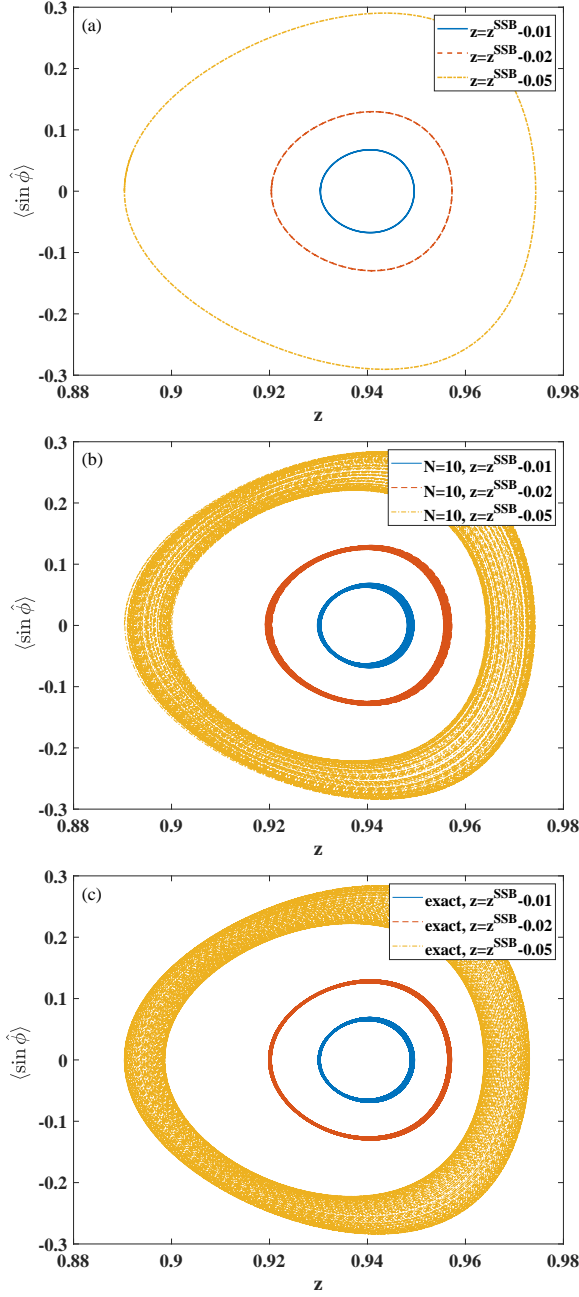 0.3
(a)
z=z^SSB-0.01
z=z^SSB-0.02
z=z^SSB-0.05
0.2
0.1
0
-0.1
-0.2
-0.3
⟨sin ϕ̂⟩
0.88 0.9 0.92 0.94 0.96 0.98
z
0.3
(b)
N=10, z=z^SSB-0.01
N=10, z=z^SSB-0.02
N=10, z=z^SSB-0.05
0.2
0.1
0
-0.1
-0.2
-0.3
⟨sin ϕ̂⟩
0.88 0.9 0.92 0.94 0.96 0.98
z
0.3
(c)
exact, z=z^SSB-0.01
exact, z=z^SSB-0.02
exact, z=z^SSB-0.05
0.2
0.1
0
-0.1
-0.2
-0.3
⟨sin ϕ̂⟩
0.88 0.9 0.92 0.94 0.96 0.98
z